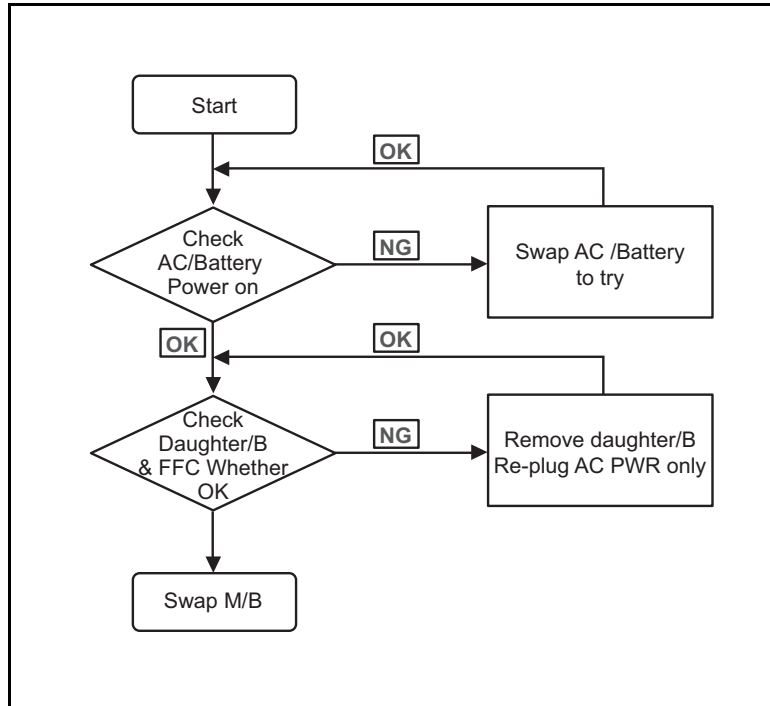 Start
OK
Check
AC/Battery
Power on
NG
Swap AC /Battery
to try
OK
OK
Check
Daughter/B
& FFC Whether
OK
NG
Remove daughter/B
Re-plug AC PWR only
Swap M/B